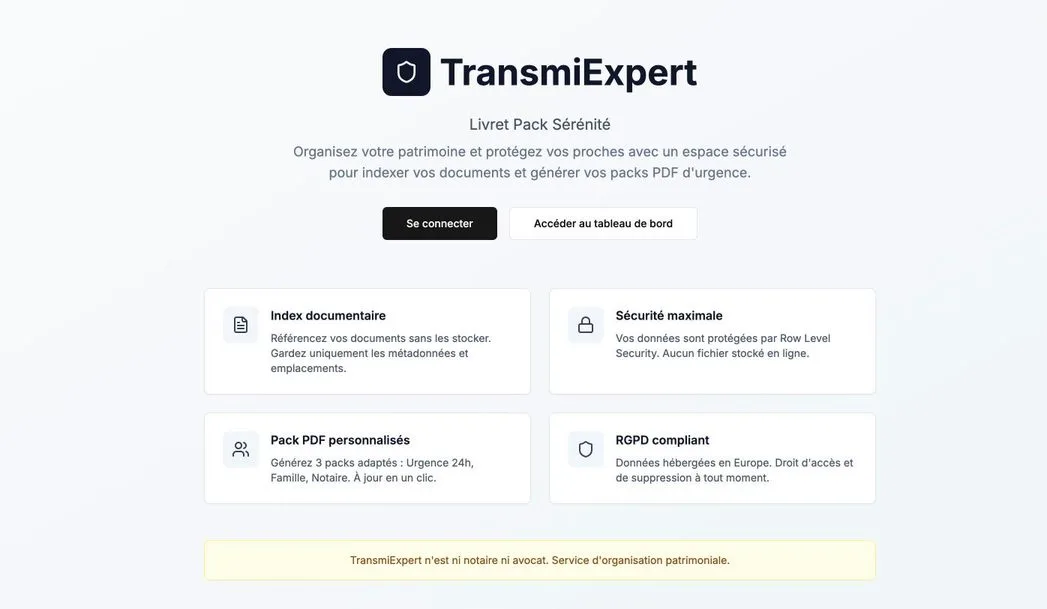 TransmiExpert
Livret Pack Sérénité
Organisez votre patrimoine et protégez vos proches avec un espace sécurisé
pour indexer vos documents et générer vos packs PDF d'urgence.
Se connecter
Accéder au tableau de bord
Index documentaire
Référencez vos documents sans les stocker.
Gardez uniquement les métadonnées et
emplacements.
Sécurité maximale
Vos données sont protégées par Row Level
Security. Aucun fichier stocké en ligne.
Pack PDF personnalisés
Générez 3 packs adaptés : Urgence 24h,
Famille, Notaire. À jour en un clic.
RGPD compliant
Données hébergées en Europe. Droit d'accès et
de suppression à tout moment.
TransmiExpert n'est ni notaire ni avocat. Service d'organisation patrimoniale.